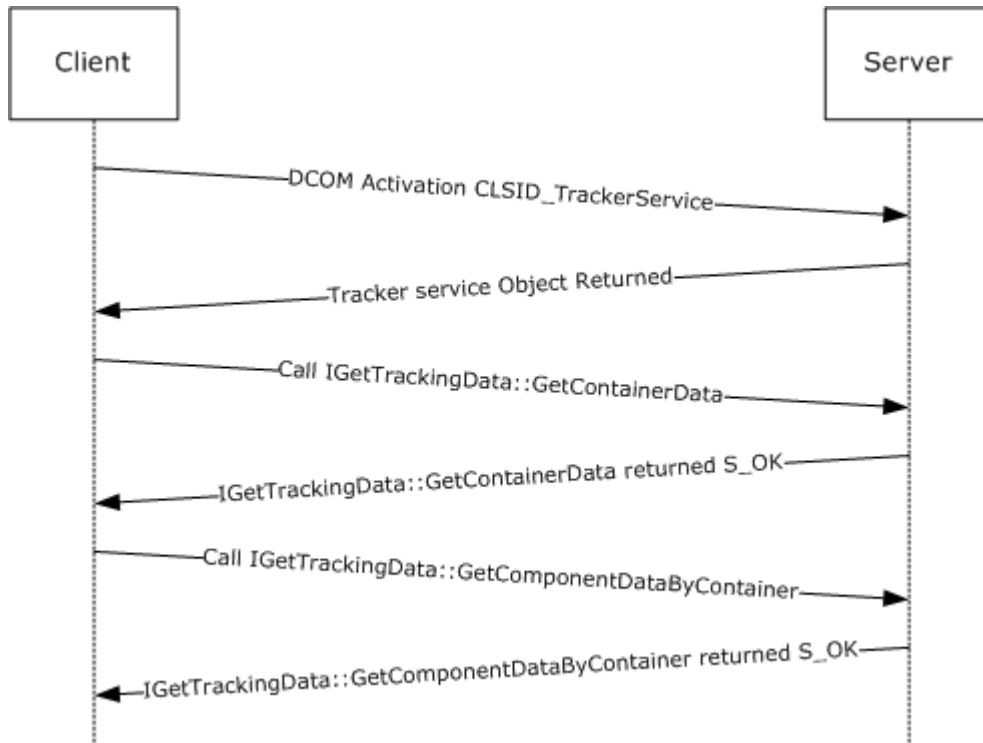 Client
Server
DCOM Activation CLSID_TrackerService
Tracker service Object Returned
Call IGetTrackingData::GetContainerData
IGetTrackingData::GetContainerData returned S_OK
Call IGetTrackingData::GetComponentDataByContainer
IGetTrackingData::GetComponentDataByContainer returned S_OK